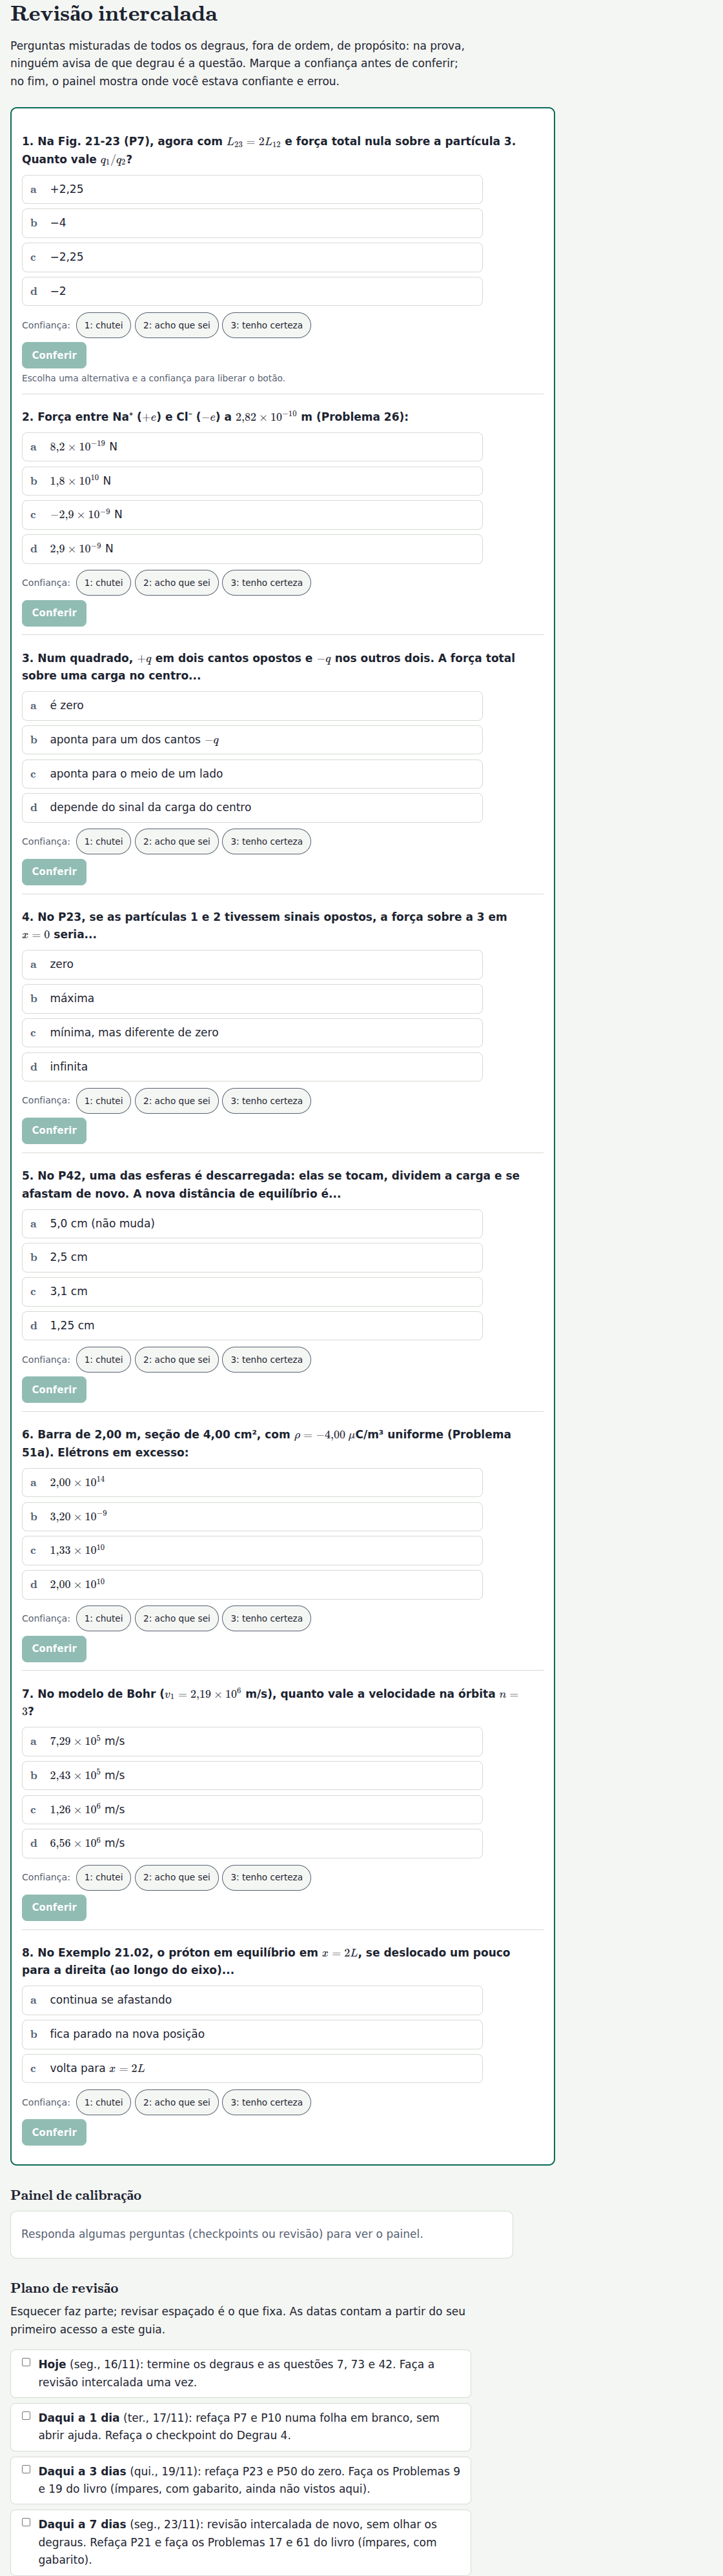 Revisão intercalada
Perguntas misturadas de todos os degraus, fora de ordem, de propósito: na prova,
ninguém avisa de que degrau é a questão. Marque a confiança antes de conferir;
no fim, o painel mostra onde você estava confiante e errou.
1. Na Fig. 21-23 (P7), agora com L₂₃ = 2L₁₂ e força total nula sobre a partícula 3.
Quanto vale q₁/q₂?
a +2,25
b −4
c −2,25
d −2
Confiança: 1: chutei 2: acho que sei 3: tenho certeza
Conferir
Escolha uma alternativa e a confiança para liberar o botão.
2. Força entre Na⁺ (+e) e Cl⁻ (−e) a 2,82 × 10⁻¹⁰ m (Problema 26):
a 8,2 × 10⁻¹⁹ N
b 1,8 × 10¹⁰ N
c −2,9 × 10⁻⁹ N
d 2,9 × 10⁻⁹ N
Confiança: 1: chutei 2: acho que sei 3: tenho certeza
Conferir
3. Num quadrado, +q em dois cantos opostos e −q nos outros dois. A força total
sobre uma carga no centro...
a é zero
b aponta para um dos cantos −q
c aponta para o meio de um lado
d depende do sinal da carga do centro
Confiança: 1: chutei 2: acho que sei 3: tenho certeza
Conferir
4. No P23, se as partículas 1 e 2 tivessem sinais opostos, a força sobre a 3 em
x = 0 seria...
a zero
b máxima
c mínima, mas diferente de zero
d infinita
Confiança: 1: chutei 2: acho que sei 3: tenho certeza
Conferir
5. No P42, uma das esferas é descarregada: elas se tocam, dividem a carga e se
afastam de novo. A nova distância de equilíbrio é...
a 5,0 cm (não muda)
b 2,5 cm
c 3,1 cm
d 1,25 cm
Confiança: 1: chutei 2: acho que sei 3: tenho certeza
Conferir
6. Barra de 2,00 m, seção de 4,00 cm², com ρ = −4,00 μC/m³ uniforme (Problema
51a). Elétrons em excesso:
a 2,00 × 10¹⁴
b 3,20 × 10⁻⁹
c 1,33 × 10¹⁰
d 2,00 × 10¹⁰
Confiança: 1: chutei 2: acho que sei 3: tenho certeza
Conferir
7. No modelo de Bohr (v₁ = 2,19 × 10⁶ m/s), quanto vale a velocidade na órbita n =
3?
a 7,29 × 10⁵ m/s
b 2,43 × 10⁵ m/s
c 1,26 × 10⁶ m/s
d 6,56 × 10⁶ m/s
Confiança: 1: chutei 2: acho que sei 3: tenho certeza
Conferir
8. No Exemplo 21.02, o próton em equilíbrio em x = 2L, se deslocado um pouco
para a direita (ao longo do eixo)...
a continua se afastando
b fica parado na nova posição
c volta para x = 2L
Confiança: 1: chutei 2: acho que sei 3: tenho certeza
Conferir
Painel de calibração
Responda algumas perguntas (checkpoints ou revisão) para ver o painel.
Plano de revisão
Esquecer faz parte; revisar espaçado é o que fixa. As datas contam a partir do seu
primeiro acesso a este guia.
Hoje (seg., 16/11): termine os degraus e as questões 7, 73 e 42. Faça a
revisão intercalada uma vez.
Daqui a 1 dia (ter., 17/11): refaça P7 e P10 numa folha em branco, sem
abrir ajuda. Refaça o checkpoint do Degrau 4.
Daqui a 3 dias (qui., 19/11): refaça P23 e P50 do zero. Faça os Problemas 9
e 19 do livro (ímpares, com gabarito, ainda não vistos aqui).
Daqui a 7 dias (seg., 23/11): revisão intercalada de novo, sem olhar os
degraus. Refaça P21 e faça os Problemas 17 e 61 do livro (ímpares, com
gabarito).